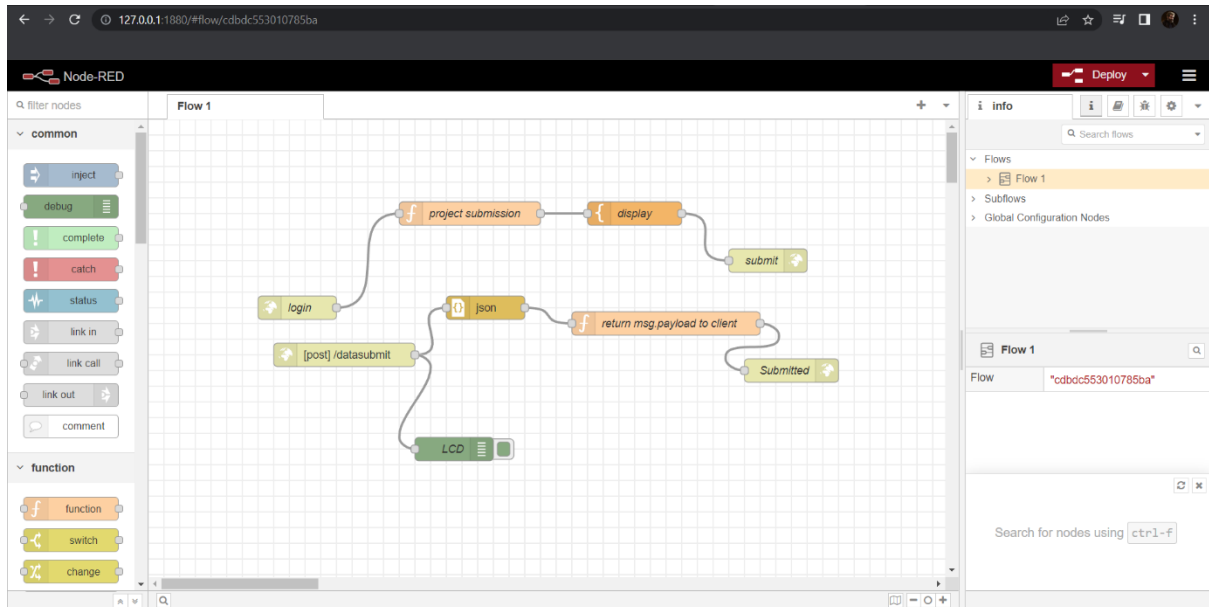 127.0.0.1:1880/#flow/cdbdc553010785ba
Node-RED
Deploy
filter nodes
Flow 1
i info
i
Search flows
common
Flows
Flow 1
Subflows
Global Configuration Nodes
inject
debug
complete
catch
status
link in
link call
link out
comment
function
function
switch
change
project submission
display
submit
login
json
return msg.payload to client
[post] /datasubmit
Submitted
LCD
Flow 1
Flow "cdbdc553010785ba"
Search for nodes using ctrl-f